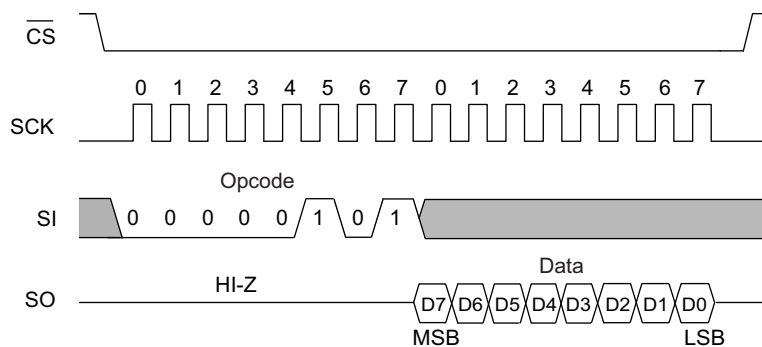 CS
0 1 2 3 4 5 6 7 0 1 2 3 4 5 6 7
SCK
Opcode
SI 0 0 0 0 0 1 0 1
Data
HI-Z
SO D7 D6 D5 D4 D3 D2 D1 D0
MSB LSB